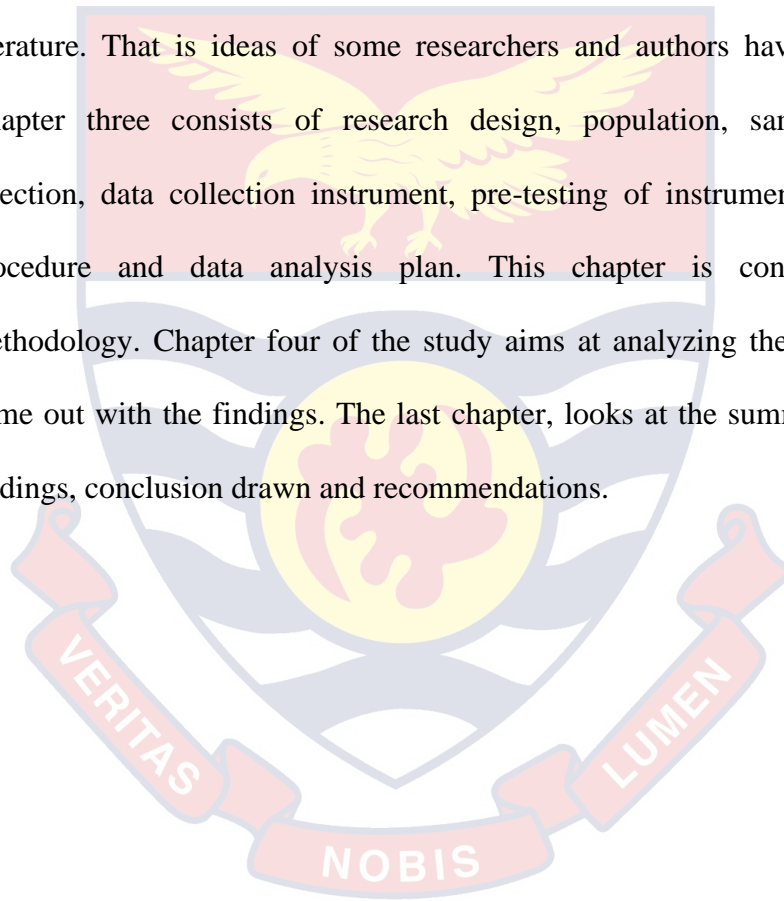 erature. That is ideas of some researchers and authors hav
apter three consists of research design, population, sar
ection, data collection instrument, pre-testing of instrumen
ocedure and data analysis plan. This chapter is con
ethodology. Chapter four of the study aims at analyzing the
me out with the findings. The last chapter, looks at the sumr
dings, conclusion drawn and recommendations.
VERITAS
NOBIS
LUMEN